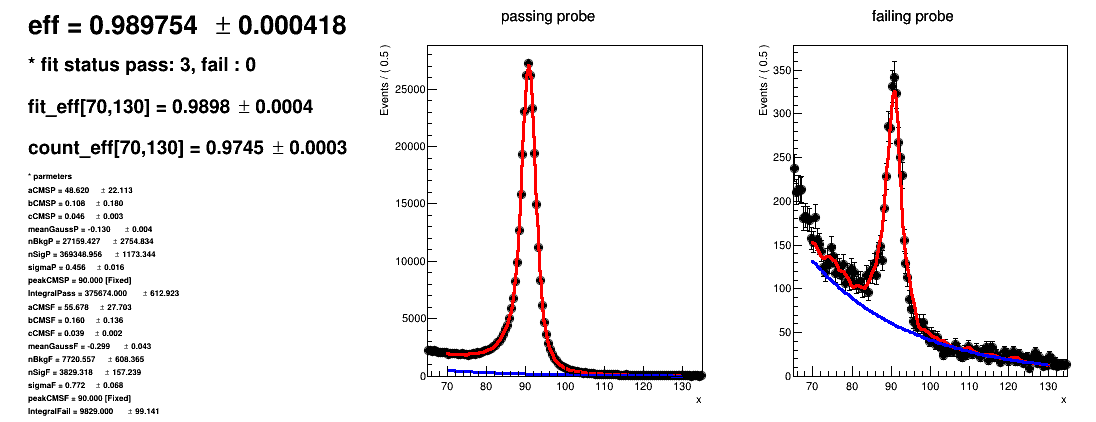 eff = 0.989754 ± 0.000418
* fit status pass: 3, fail : 0
fit_eff[70,130] = 0.9898 ± 0.0004
count_eff[70,130] = 0.9745 ± 0.0003
* parmeters
aCMSP = 48.620 ± 22.113
bCMSP = 0.108 ± 0.180
cCMSP = 0.046 ± 0.003
meanGaussP = -0.130 ± 0.004
nBkgP = 27159.427 ± 2754.834
nSigP = 369348.956 ± 1173.344
sigmaP = 0.456 ± 0.016
peakCMSP = 90.000 [Fixed]
IntegralPass = 375674.000 ± 612.923
aCMSF = 55.678 ± 27.703
bCMSF = 0.160 ± 0.136
cCMSF = 0.039 ± 0.002
meanGaussF = -0.299 ± 0.043
nBkgF = 7720.557 ± 608.365
nSigF = 3829.318 ± 157.239
sigmaF = 0.772 ± 0.068
peakCMSF = 90.000 [Fixed]
IntegralFail = 9829.000 ± 99.141
passing probe
Events / ( 0.5 )
25000
20000
15000
10000
5000
0
70 80 90 100 110 120 130
x
failing probe
Events / ( 0.5 )
350
300
250
200
150
100
50
0
70 80 90 100 110 120 130
x